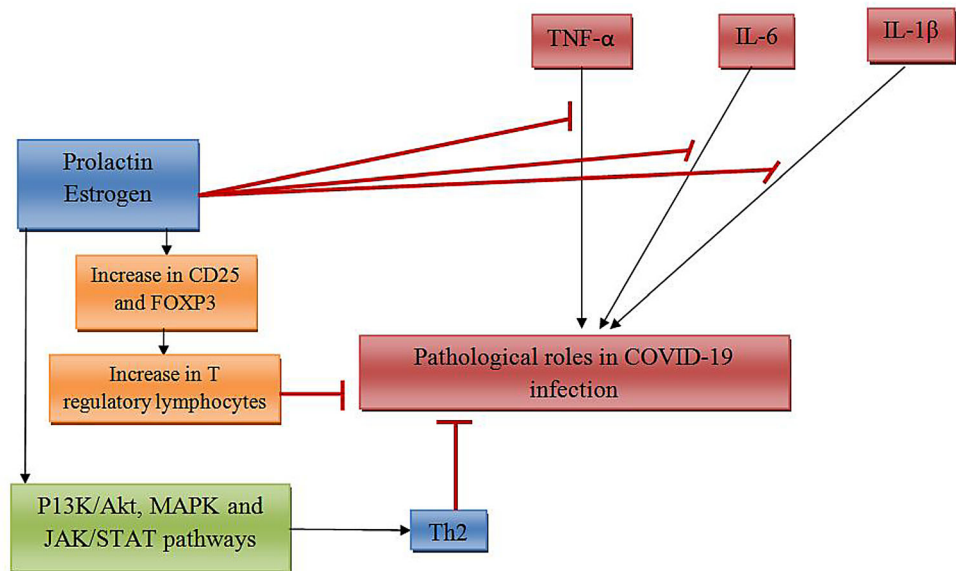 TNF-α
IL-6
IL-1β
Prolactin
Estrogen
Increase in CD25
and FOXP3
Increase in T
regulatory lymphocytes
Pathological roles in COVID-19
infection
P13K/Akt, MAPK and
JAK/STAT pathways
Th2